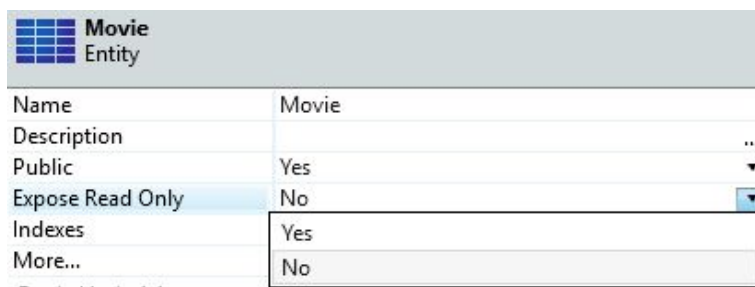 Movie
Entity
Name Movie
Description ...
Public Yes
Expose Read Only No
Indexes Yes
More... No